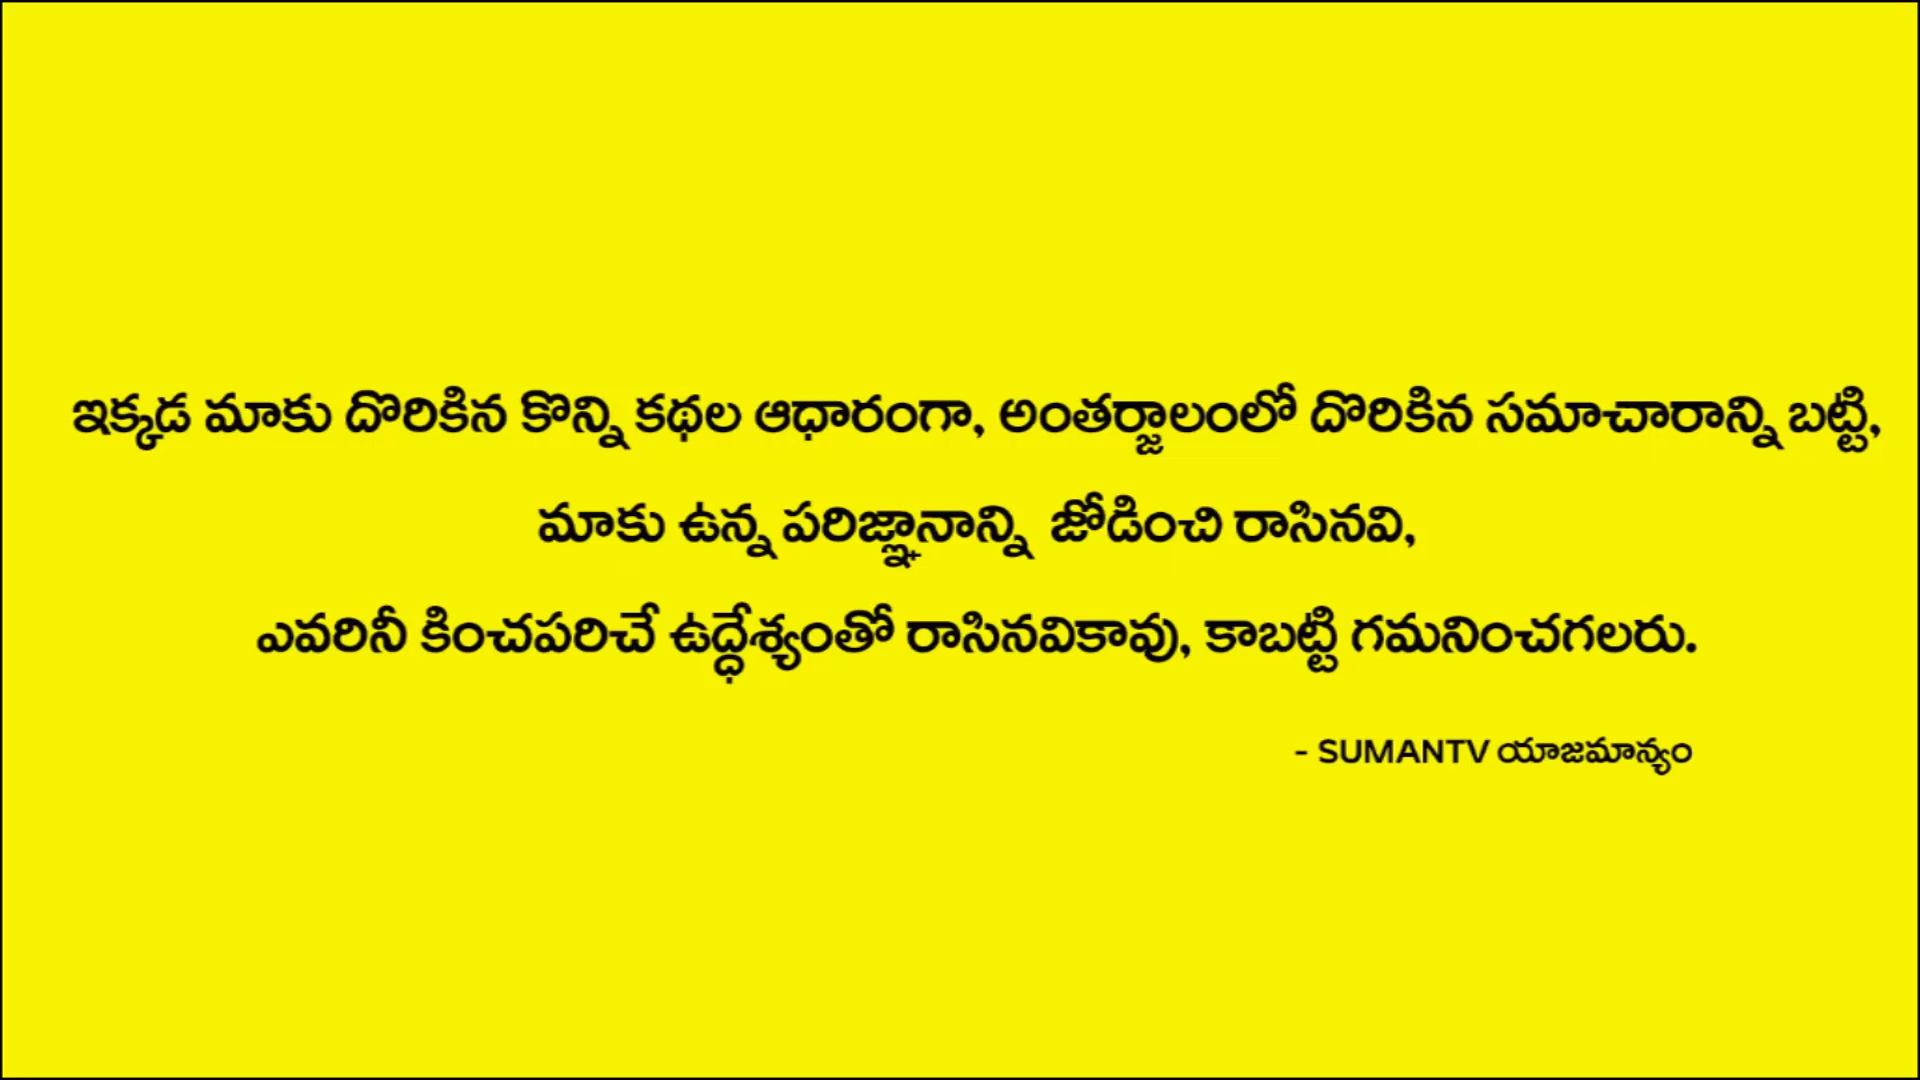 ఇక్కడ మాకు దొరికిన కొన్ని కథల ఆధారంగా, అంతర్జాలంలో దొరికిన సమాచారాన్ని బట్టి,
మాకు ఉన్న పరిజ్ఞానాన్ని జోడించి రాసినవి,
ఎవరినీ కించపరిచే ఉద్ధేశ్యంతో రాసినవికావు, కాబట్టి గమనించగలరు.
- SUMANTV యాజమాన్యం